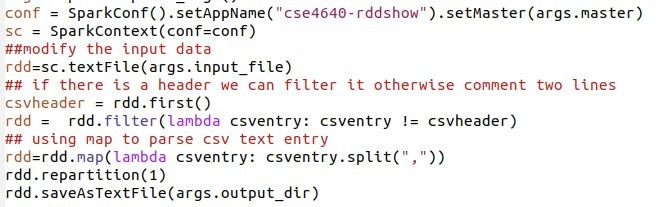 conf = SparkConf().setAppName("cse4640-rddshow").setMaster(args.master)
sc = SparkContext(conf=conf)
##modify the input data
rdd=sc.textFile(args.input_file)
## if there is a header we can filter it otherwise comment two lines
csvheader = rdd.first()
rdd =  rdd.filter(lambda csventry: csventry != csvheader)
## using map to parse csv text entry
rdd=rdd.map(lambda csventry: csventry.split(","))
rdd.repartition(1)
rdd.saveAsTextFile(args.output_dir)